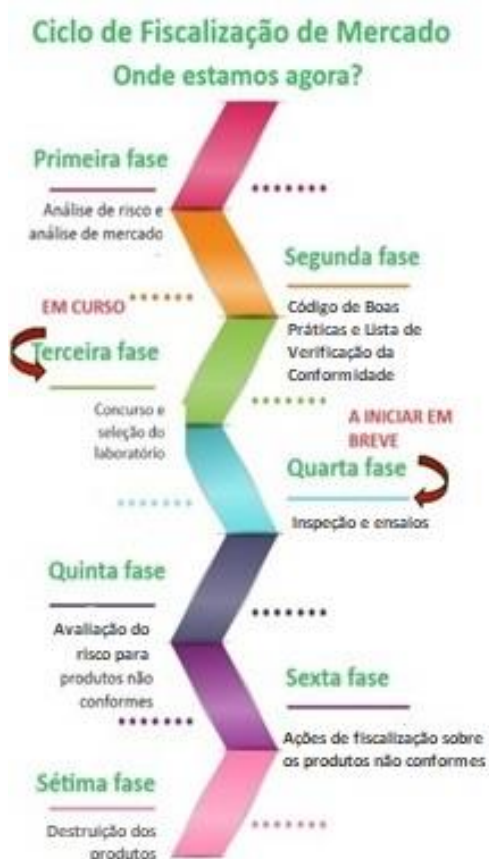 Ciclo de Fiscalização de Mercado
Onde estamos agora?
Primeira fase
Análise de risco e
análise de mercado
Segunda fase
Código de Boas
Práticas e Lista de
Verificação da
Conformidade
EM CURSO
Terceira fase
Concurso e
seleção do
laboratório
A INICIAR EM
BREVE
Quarta fase
Inspeção e ensaios
Quinta fase
Avaliação do
risco para
produtos não
conformes
Sexta fase
Ações de fiscalização sobre
os produtos não conformes
Sétima fase
Destruição dos
produtos